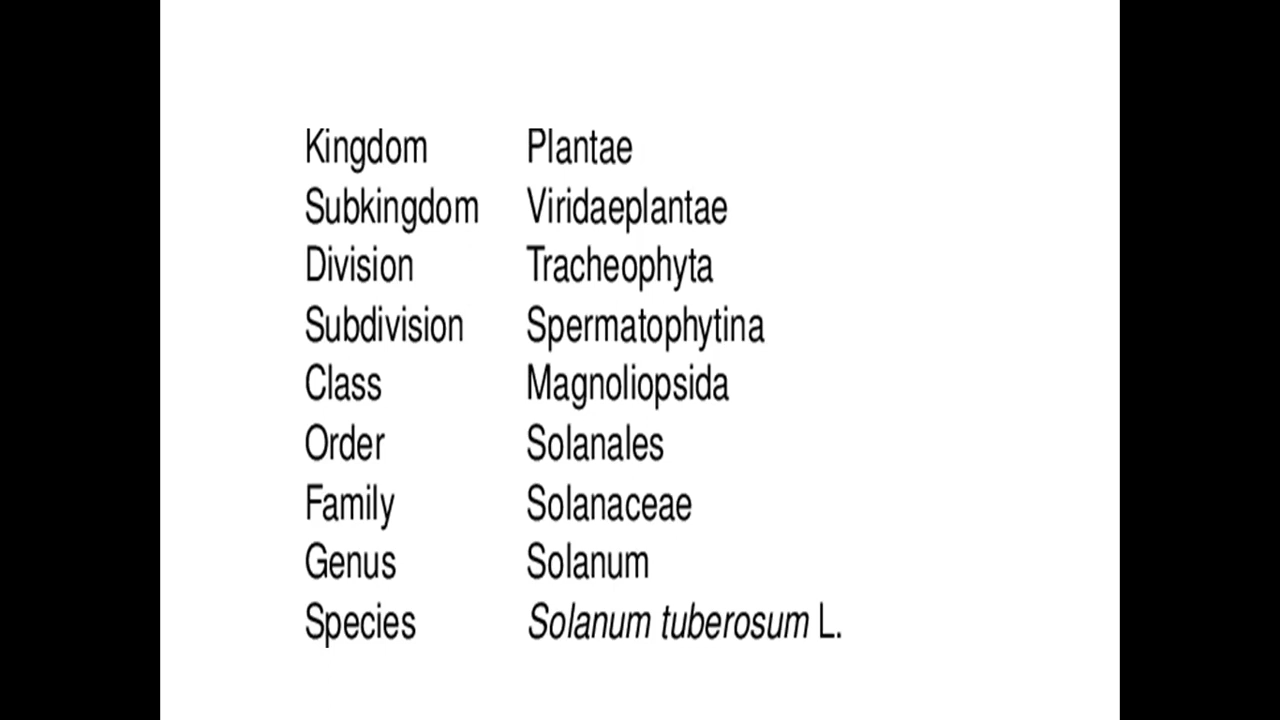 Kingdom Plantae
Subkingdom Viridaeplantae
Division Tracheophyta
Subdivision Spermatophytina
Class Magnoliopsida
Order Solanales
Family Solanaceae
Genus Solanum
Species Solanum tuberosum L.